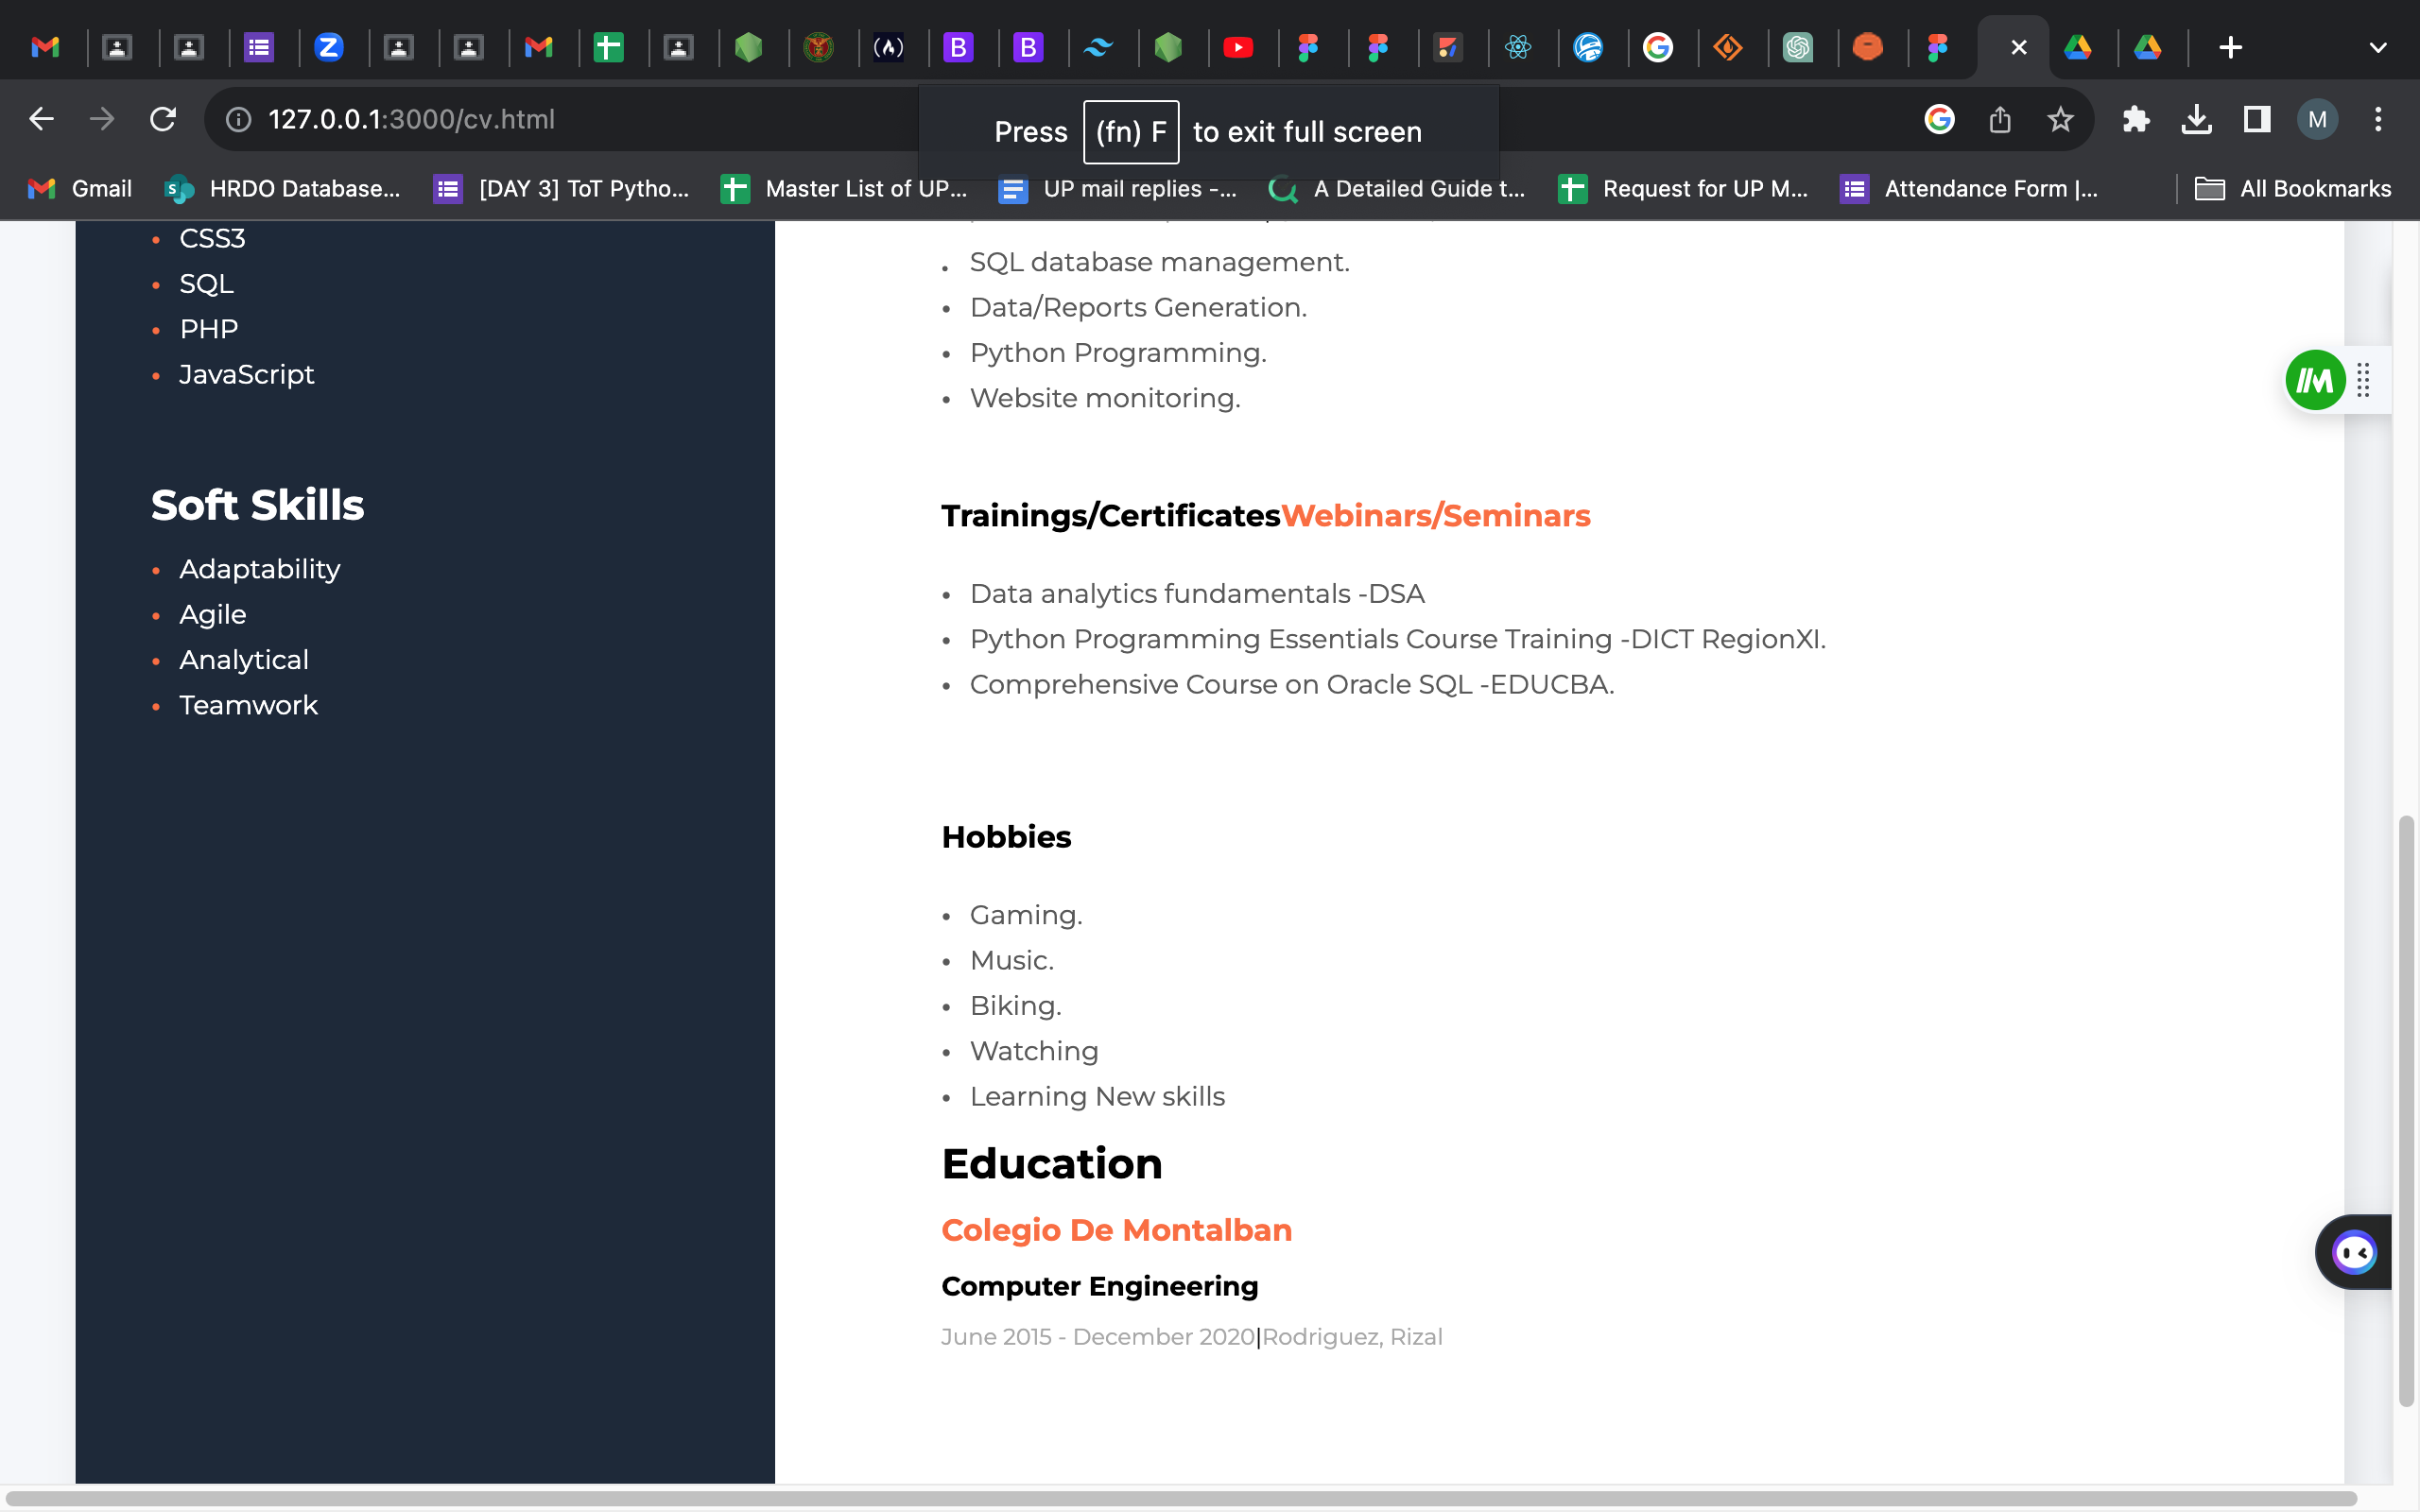 127.0.0.1:3000/cv.html
Press (fn) F to exit full screen
M
Gmail
HRDO Database...
[DAY 3] ToT Pytho...
Master List of UP...
UP mail replies -...
A Detailed Guide t...
Request for UP M...
Attendance Form |...
All Bookmarks
• CSS3
• SQL
• PHP
• JavaScript
Soft Skills
• Adaptability
• Agile
• Analytical
• Teamwork
• SQL database management.
• Data/Reports Generation.
• Python Programming.
• Website monitoring.
Trainings/CertificatesWebinars/Seminars
• Data analytics fundamentals -DSA
• Python Programming Essentials Course Training -DICT RegionXI.
• Comprehensive Course on Oracle SQL -EDUCBA.
Hobbies
• Gaming.
• Music.
• Biking.
• Watching
• Learning New skills
Education
Colegio De Montalban
Computer Engineering
June 2015 - December 2020|Rodriguez, Rizal